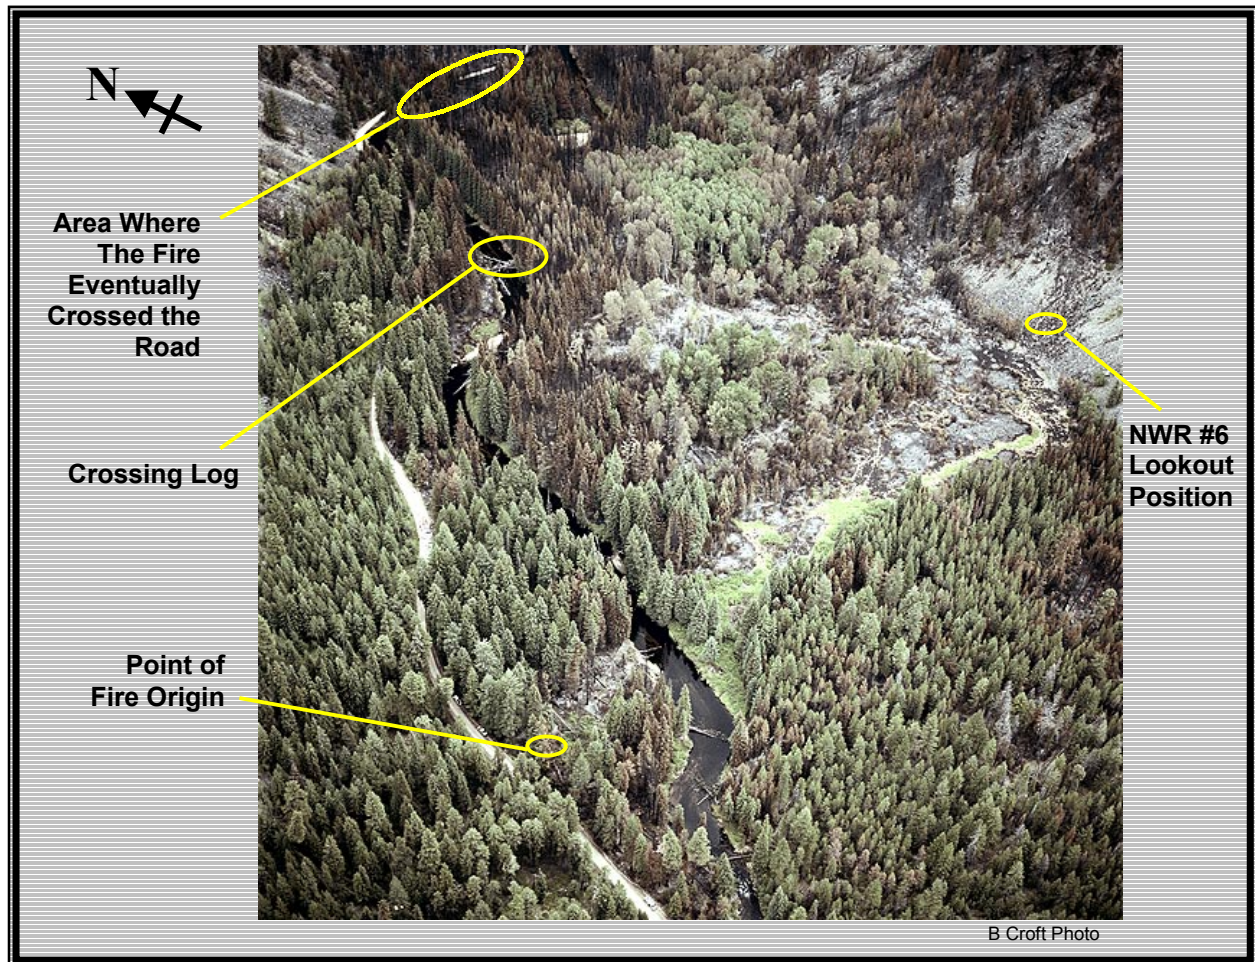 N
Area Where
The Fire
Eventually
Crossed the
Road
Crossing Log
NWR #6
Lookout
Position
Point of
Fire Origin
B Croft Photo